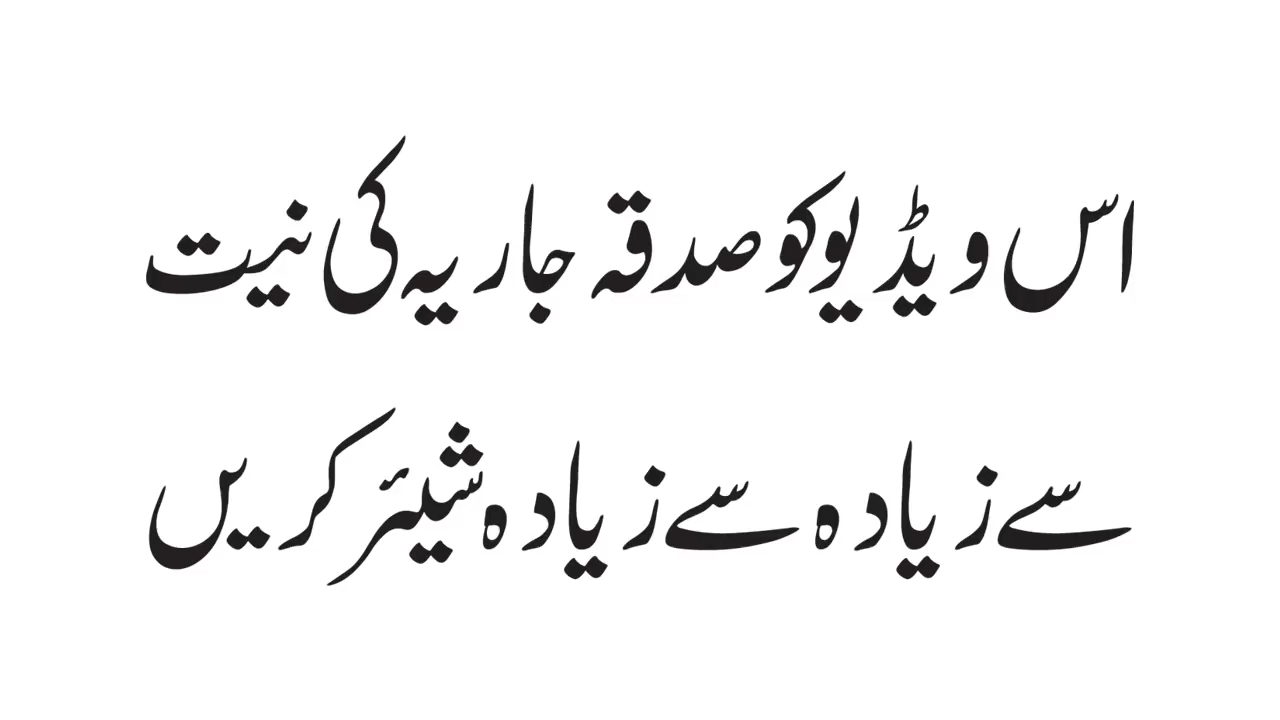 اس ویڈیو کو صدقہ جاریہ کی نیت
سے زیادہ سے زیادہ شیئر کریں